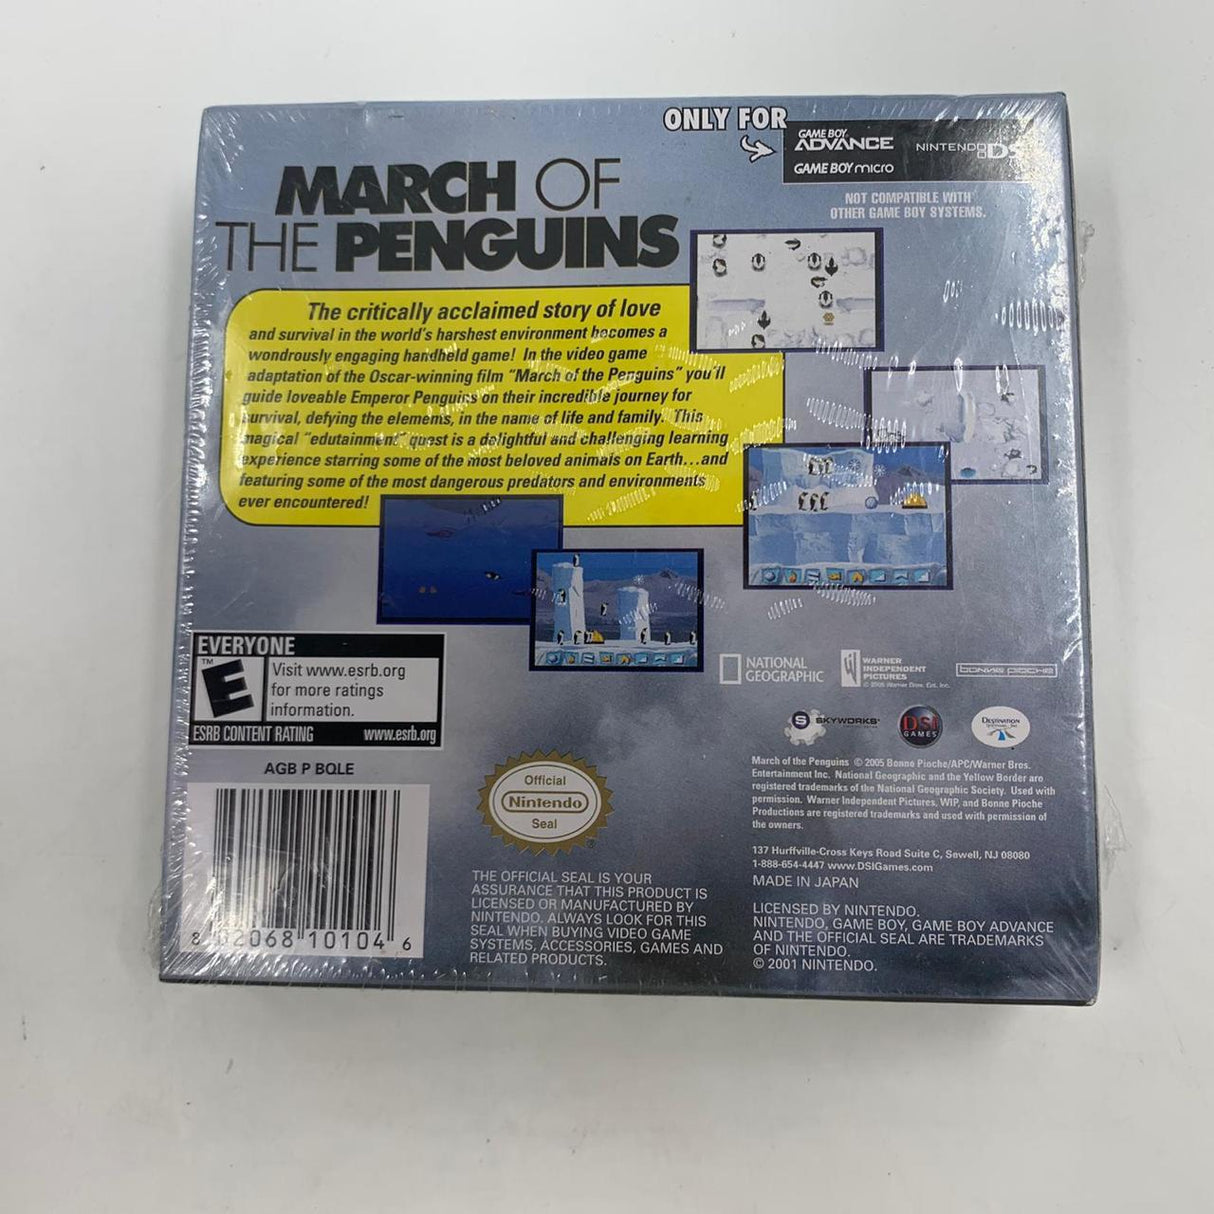 ONLY FOR
GAME BOY
ADVANCE
GAME BOY micro
NINTENDO DS
NOT COMPATIBLE WITH
OTHER GAME BOY SYSTEMS.
MARCH OF
THE PENGUINS
The critically acclaimed story of love
and survival in the world's harshest environment becomes a
wondrously engaging handheld game! In the video game
adaptation of the Oscar-winning film "March of the Penguins" you'll
guide loveable Emperor Penguins on their incredible journey for
survival, defying the elements, in the name of life and family. This
magical "edutainment" quest is a delightful and challenging learning
experience starring some of the most beloved animals on Earth...and
featuring some of the most dangerous predators and environments
ever encountered!
EVERYONE
TM
E
Visit www.esrb.org
for more ratings
information.
ESRB CONTENT RATING www.esrb.org
AGB P BQLE
8 02068 10104 6
Official
Nintendo
Seal
®
THE OFFICIAL SEAL IS YOUR
ASSURANCE THAT THIS PRODUCT IS
LICENSED OR MANUFACTURED BY
NINTENDO. ALWAYS LOOK FOR THIS
SEAL WHEN BUYING VIDEO GAME
SYSTEMS, ACCESSORIES, GAMES AND
RELATED PRODUCTS.
NATIONAL
GEOGRAPHIC
WARNER
INDEPENDENT
PICTURES
© 2005 Warner Bros. Ent. Inc.
BONNE PIOCHE
S SKYWORKS
DSI
GAMES
DESTINATION
March of the Penguins © 2005 Bonne Pioche/APC/Warner Bros.
Entertainment Inc. National Geographic and the Yellow Border are
registered trademarks of the National Geographic Society. Used with
permission. Warner Independent Pictures, WIP, and Bonne Pioche
Productions are registered trademarks and used with permission of
the owners.
137 Hurffville-Cross Keys Road Suite C, Sewell, NJ 08080
1-888-654-4447 www.DSIGames.com
MADE IN JAPAN
LICENSED BY NINTENDO.
NINTENDO, GAME BOY, GAME BOY ADVANCE
AND THE OFFICIAL SEAL ARE TRADEMARKS
OF NINTENDO.
© 2001 NINTENDO.